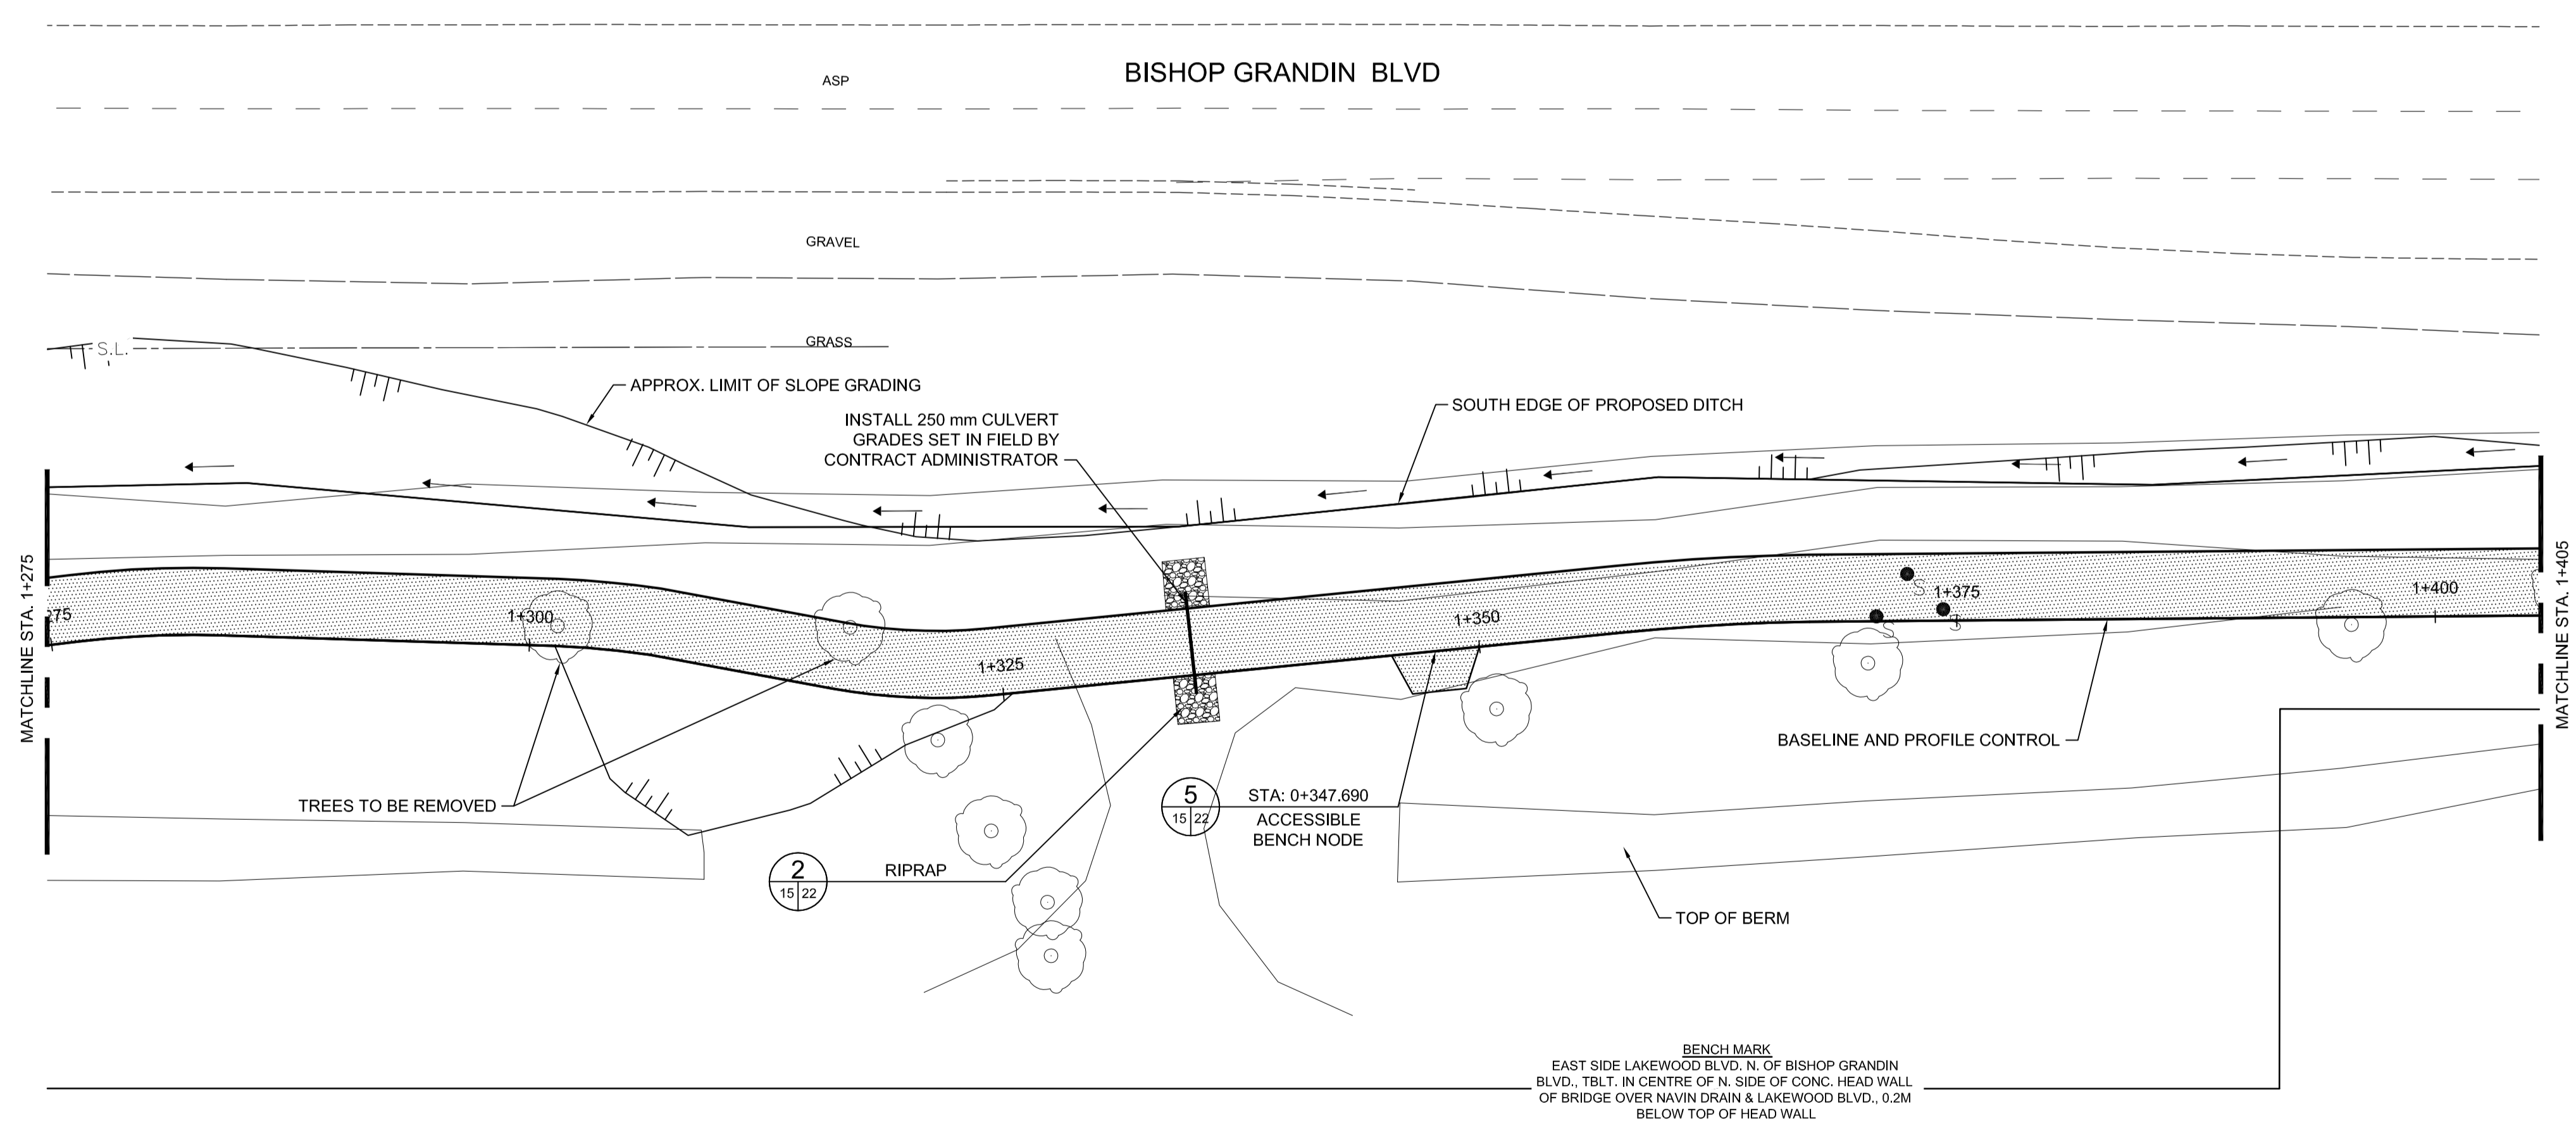 BISHOP GRANDIN BLVD
ASP
GRAVEL
GRASS
S.L.
APPROX. LIMIT OF SLOPE GRADING
INSTALL 250 mm CULVERT
GRADES SET IN FIELD BY
CONTRACT ADMINISTRATOR
SOUTH EDGE OF PROPOSED DITCH
MATCHLINE STA. 1+275
MATCHLINE STA. 1+405
275
1+300
1+325
1+350
1+375
1+400
S
S
S
BASELINE AND PROFILE CONTROL
TREES TO BE REMOVED
5
15 22
STA: 0+347.690
ACCESSIBLE
BENCH NODE
2
15 22
RIPRAP
TOP OF BERM
BENCH MARK
EAST SIDE LAKEWOOD BLVD. N. OF BISHOP GRANDIN
BLVD., TBLT. IN CENTRE OF N. SIDE OF CONC. HEAD WALL
OF BRIDGE OVER NAVIN DRAIN & LAKEWOOD BLVD., 0.2M
BELOW TOP OF HEAD WALL